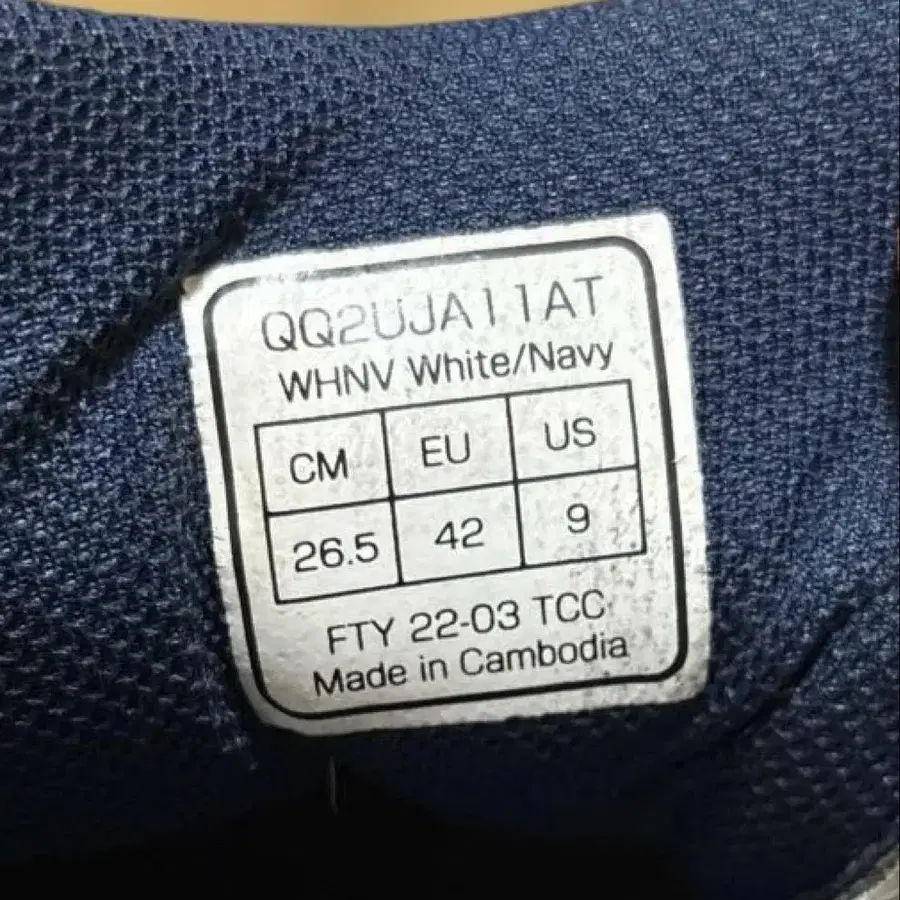 QQ2UJA11AT
WHNV White/Navy
CM EU US
26.5 42 9
FTY 22-03 TCC
Made in Cambodia